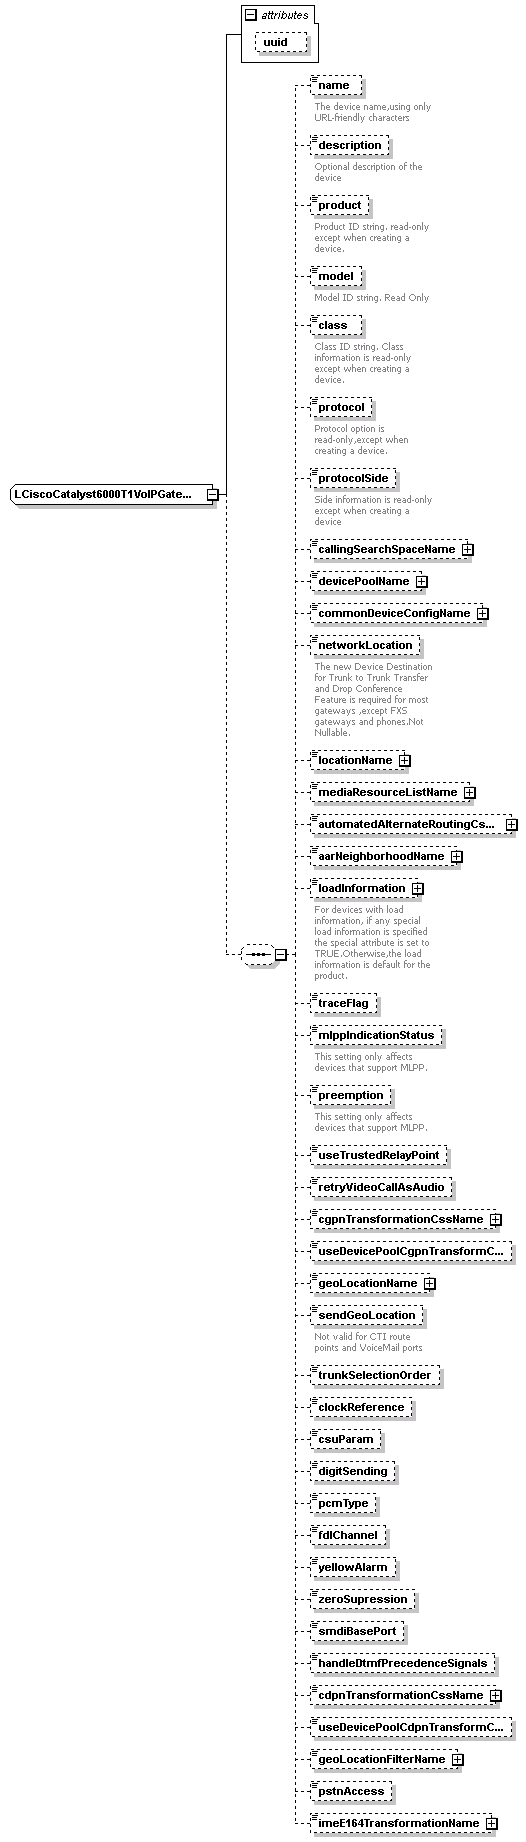 attributes
uuid
name
The device name,using only
URL-friendly characters
description
Optional description of the
device
product
Product ID string. read-only
except when creating a
device.
model
Model ID string. Read Only
class
Class ID string. Class
information is read-only
except when creating a
device.
protocol
Protocol option is
read-only,except when
creating a device.
protocolSide
Side information is read-only
except when creating a
device
LCiscoCatalyst6000T1VoIPGate...
callingSearchSpaceName
devicePoolName
commonDeviceConfigName
networkLocation
The new Device Destination
for Trunk to Trunk Transfer
and Drop Conference
Feature is required for most
gateways ,except FXS
gateways and phones.Not
Nullable.
locationName
mediaResourceListName
automatedAlternateRoutingCs...
aarNeighborhoodName
loadInformation
For devices with load
information, if any special
load information is specified
the special attribute is set to
TRUE.Otherwise,the load
information is default for the
product.
traceFlag
mlppIndicationStatus
This setting only affects
devices that support MLPP.
preemption
This setting only affects
devices that support MLPP.
useTrustedRelayPoint
retryVideoCallAsAudio
cgpnTransformationCssName
useDevicePoolCgpnTransformC...
geoLocationName
sendGeoLocation
Not valid for CTI route
points and VoiceMail ports
trunkSelectionOrder
clockReference
csuParam
digitSending
pcmType
fdlChannel
yellowAlarm
zeroSupression
smdiBasePort
handleDtmfPrecedenceSignals
cdpnTransformationCssName
useDevicePoolCdpnTransformC...
geoLocationFilterName
pstnAccess
imeE164TransformationName